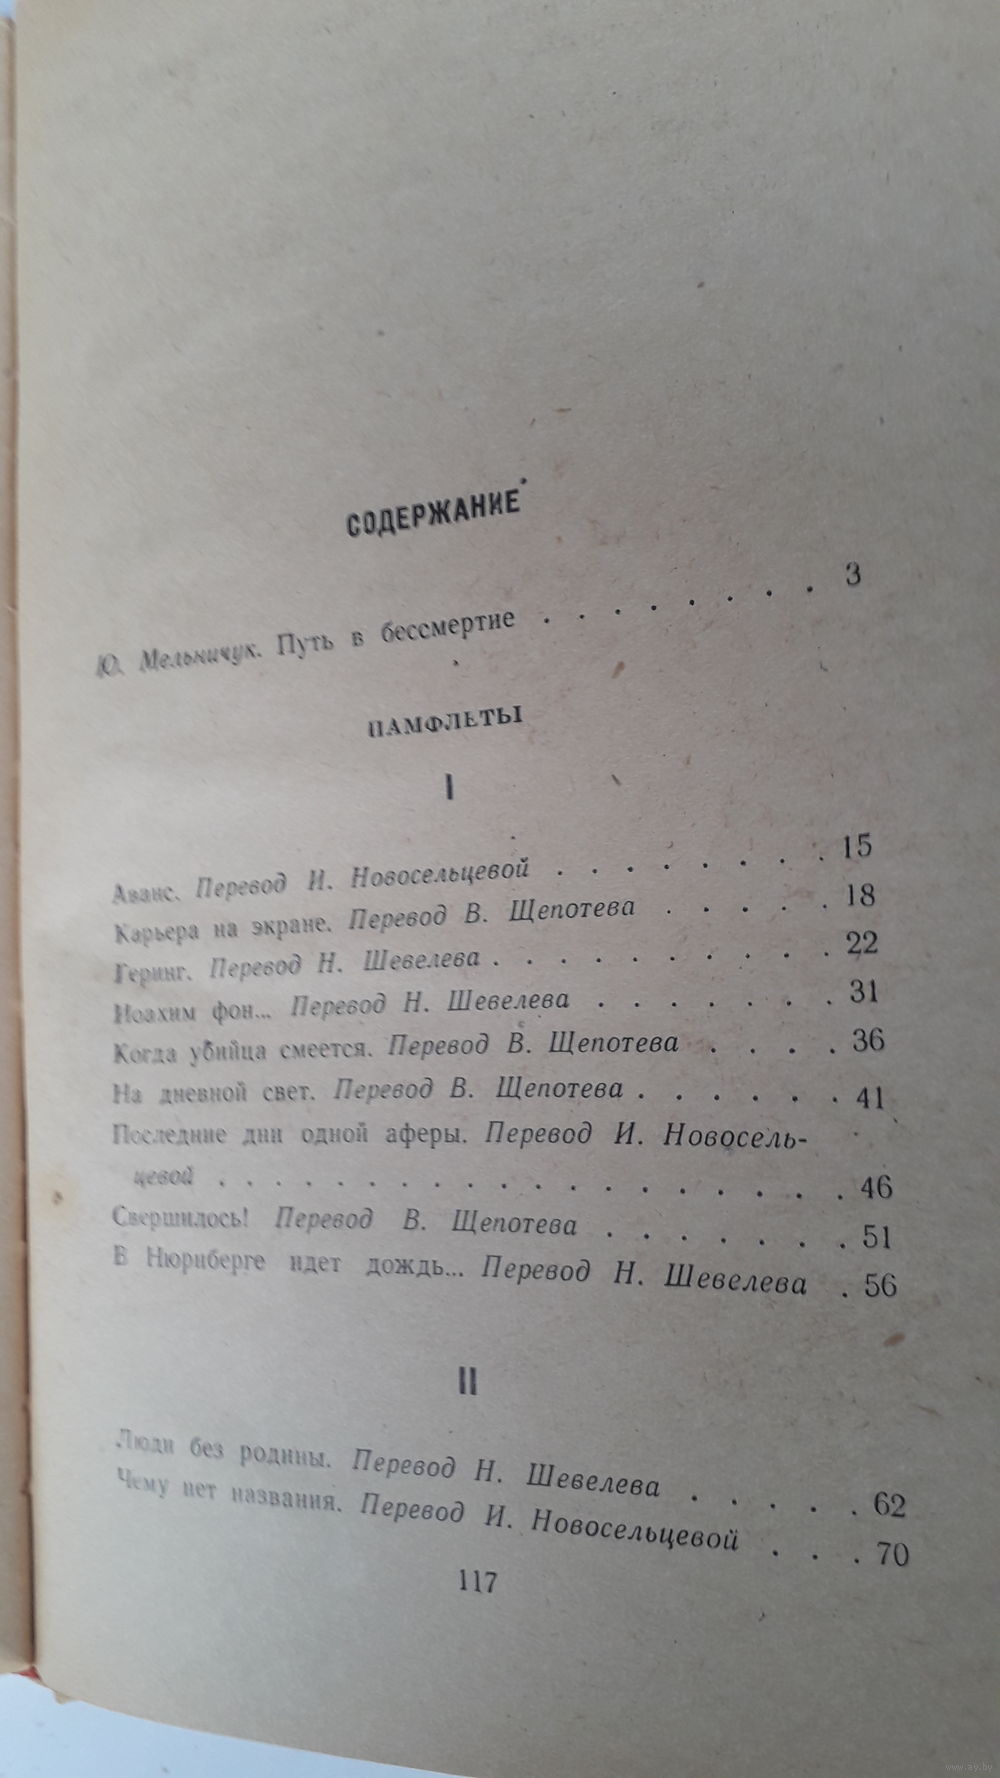 СОДЕРЖАНИЕ
Ю. Мельничук. Путь в бессмертие . . . . . . . . 3
ПАМФЛЕТЫ
I
Аванс. Перевод И. Новосельцевой . . . . . . . . 15
Карьера на экране. Перевод В. Щепотева . . . . . 18
Геринг. Перевод Н. Шевелева . . . . . . . . . . 22
Иоахим фон... Перевод Н. Шевелева . . . . . . . 31
Когда убийца смеется. Перевод В. Щепотева . . . . 36
На дневной свет. Перевод В. Щепотева . . . . . . 41
Последние дни одной аферы. Перевод И. Новосель-
цевой . . . . . . . . . . . . . . . . . . 46
Свершилось! Перевод В. Щепотева . . . . . . . 51
В Нюрнберге идет дождь... Перевод Н. Шевелева . 56
II
Люди без родины. Перевод Н. Шевелева . . . . . 62
Чему нет названия. Перевод И. Новосельцевой . . . 70
117
www.ay.by